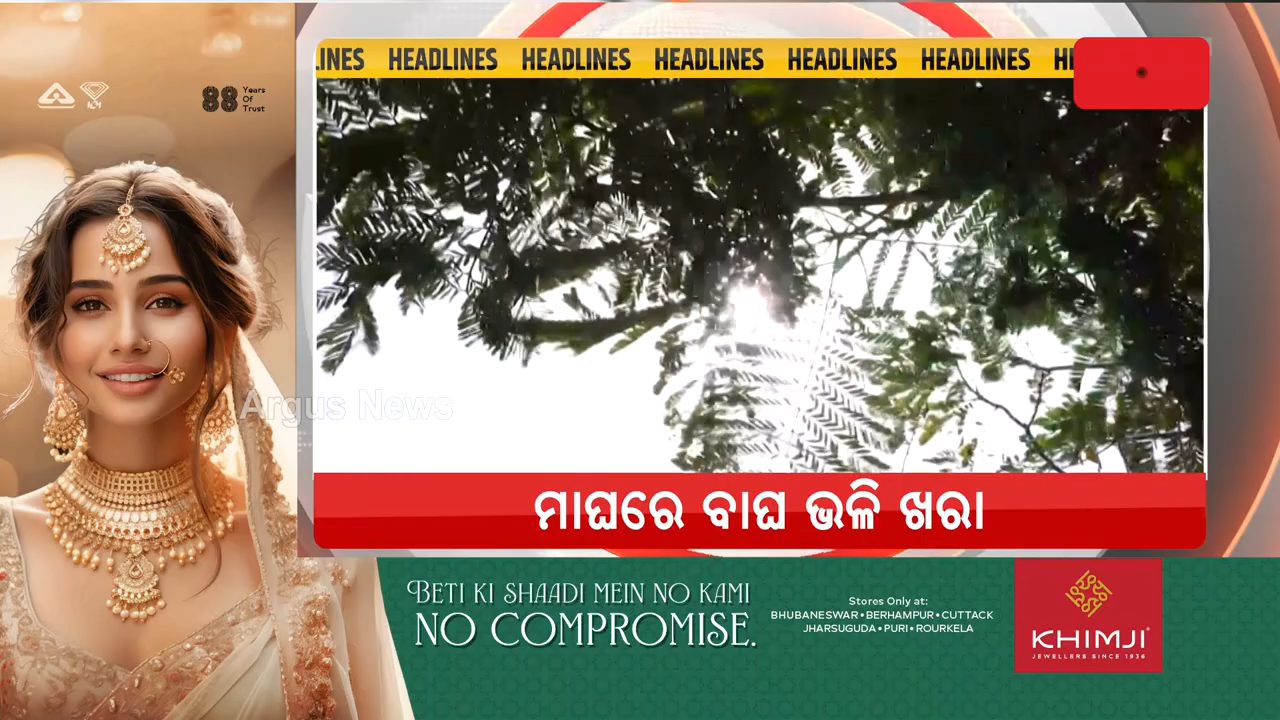 LINES HEADLINES HEADLINES HEADLINES HEADLINES HEADLINES
88 Years
Of
Trust
Argus News
ମାଘରେ ବାଘ ଭଳି ଖରା
BETI KI SHAADI MEIN NO KAMI
NO COMPROMISE.
Stores Only at:
BHUBANESWAR • BERHAMPUR • CUTTACK
JHARSUGUDA • PURI • ROURKELA
KHIMJI
JEWELLERS SINCE 1936